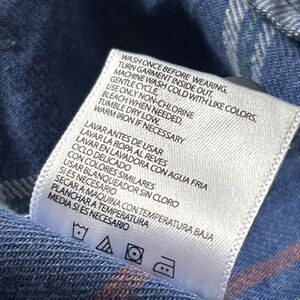 WASH ONCE BEFORE WEARING.
TURN GARMENT INSIDE OUT.
MACHINE WASH COLD WITH LIKE COLORS.
GENTLE CYCLE.
USE ONLY NON-CHLORINE
BLEACH WHEN NEEDED.
TUMBLE DRY LOW.
WARM IRON IF NECESSARY
LAVAR ANTES DE USAR
LAVAR LA ROPA AL REVES
LAVAR EN LAVADORA CON AGUA FRIA
CICLO DELICADO
CON COLORES SIMILARES
SI ES NECESARIO USAR
BLANQUEADOR SIN CLORO
SECAR A MAQUINA CON TEMPERATURA BAJA
PLANCHAR A TEMPERATURA
MEDIA SI ES NECESARIO